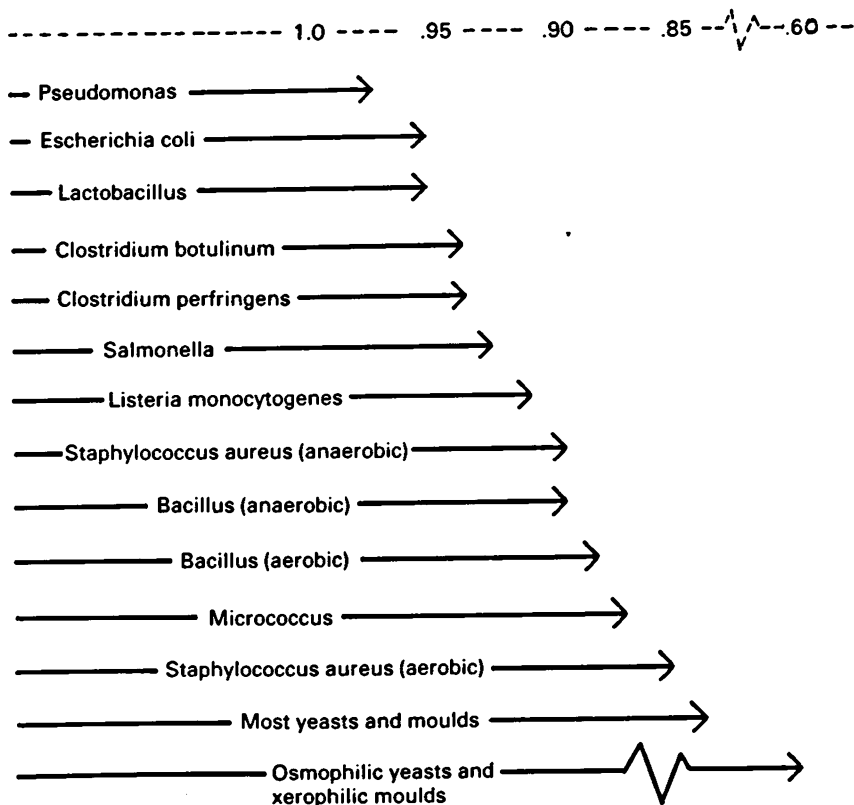 1.0 .95 .90 .85 .60
Pseudomonas
Escherichia coli
Lactobacillus
Clostridium botulinum
Clostridium perfringens
Salmonella
Listeria monocytogenes
Staphylococcus aureus (anaerobic)
Bacillus (anaerobic)
Bacillus (aerobic)
Micrococcus
Staphylococcus aureus (aerobic)
Most yeasts and moulds
Osmophilic yeasts and
xerophilic moulds